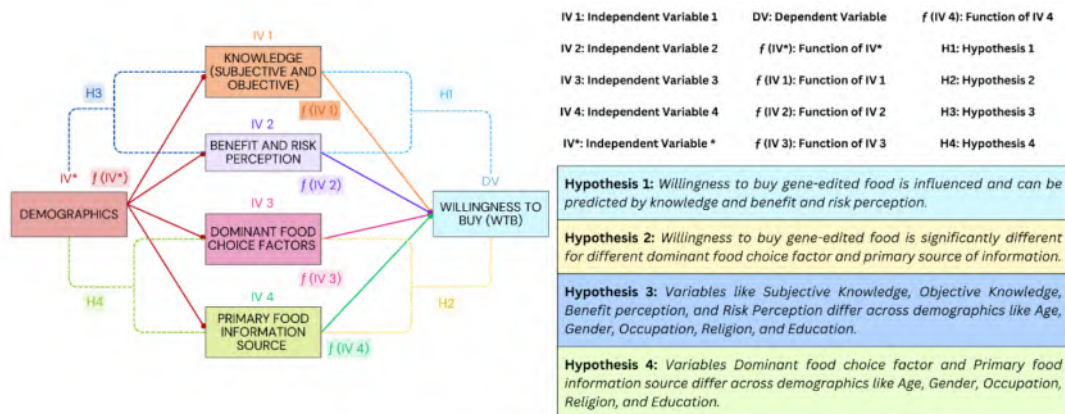 IV 1
KNOWLEDGE
(SUBJECTIVE AND
OBJECTIVE)
H3
H1
f (IV 1)
IV 2
BENEFIT AND RISK
PERCEPTION
IV*
f (IV*)
f (IV 2)
DV
DEMOGRAPHICS
IV 3
WILLINGNESS TO
BUY (WTB)
DOMINANT FOOD
CHOICE FACTORS
f (IV 3)
H4
H2
IV 4
PRIMARY FOOD
INFORMATION
SOURCE
f (IV 4)
IV 1: Independent Variable 1
DV: Dependent Variable
f (IV 4): Function of IV 4
IV 2: Independent Variable 2
f (IV*): Function of IV*
H1: Hypothesis 1
IV 3: Independent Variable 3
f (IV 1): Function of IV 1
H2: Hypothesis 2
IV 4: Independent Variable 4
f (IV 2): Function of IV 2
H3: Hypothesis 3
IV*: Independent Variable *
f (IV 3): Function of IV 3
H4: Hypothesis 4
Hypothesis 1: Willingness to buy gene-edited food is influenced and can be
predicted by knowledge and benefit and risk perception.
Hypothesis 2: Willingness to buy gene-edited food is significantly different
for different dominant food choice factor and primary source of information.
Hypothesis 3: Variables like Subjective Knowledge, Objective Knowledge,
Benefit perception, and Risk Perception differ across demographics like Age,
Gender, Occupation, Religion, and Education.
Hypothesis 4: Variables Dominant food choice factor and Primary food
information source differ across demographics like Age, Gender, Occupation,
Religion, and Education.